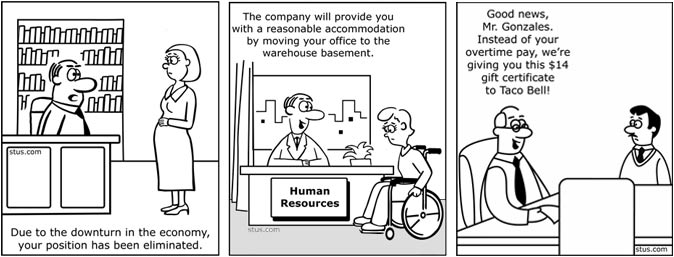 stus.com
Due to the downturn in the economy,
your position has been eliminated.
The company will provide you
with a reasonable accommodation
by moving your office to the
warehouse basement.
Human
Resources
stus.com
Good news,
Mr. Gonzales.
Instead of your
overtime pay, we're
giving you this $14
gift certificate
to Taco Bell!
stus.com